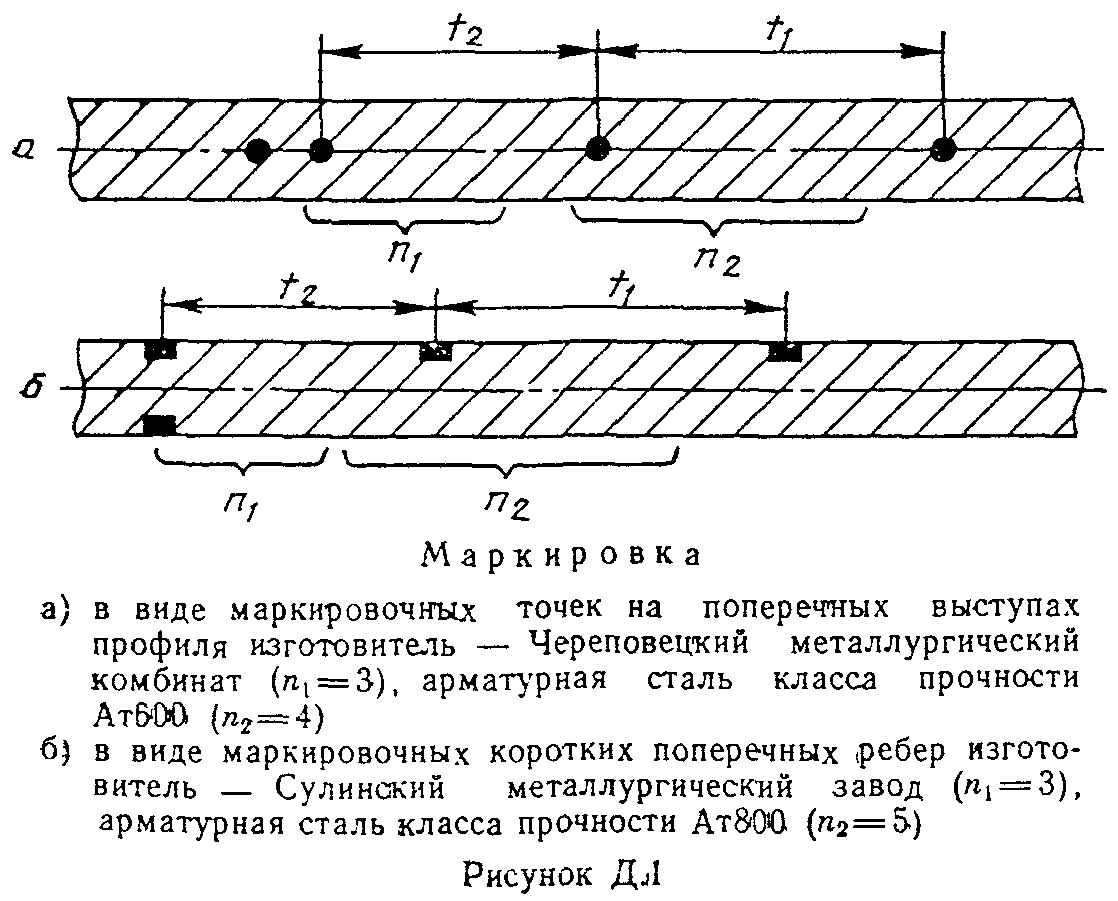 t2 t1
а
n1 n2
t2 t1
б
n1 n2
Маркировка
а) в виде маркировочных точек на поперечных выступах
профиля изготовитель — Череповецкий металлургический
комбинат (n1=3), арматурная сталь класса прочности
Ат600 (n2=4)
б) в виде маркировочных коротких поперечных ребер изгото-
витель — Сулинский металлургический завод (n1=3),
арматурная сталь класса прочности Ат800 (n2=5)
Рисунок Д.1